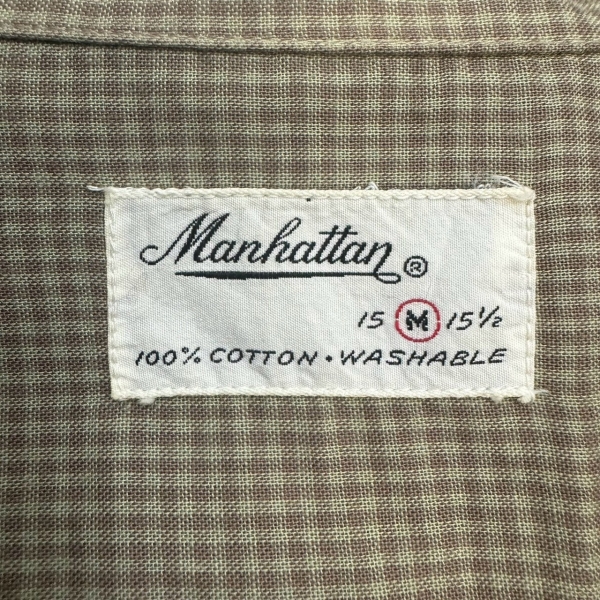 Manhattan ®
15 M 15½
100% COTTON • WASHABLE